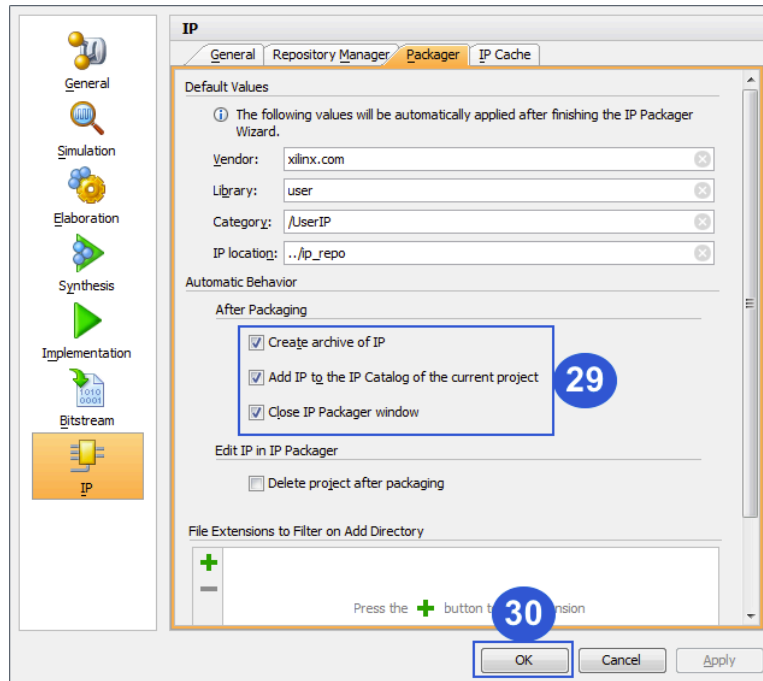 IP
General
Repository Manager
Packager
IP Cache
General
Simulation
Elaboration
Synthesis
Implementation
1010
0001
Bitstream
IP
Default Values
The following values will be automatically applied after finishing the IP Packager
Wizard.
Vendor: xilinx.com
Library: user
Category: /UserIP
IP location: ../ip_repo
Automatic Behavior
After Packaging
Create archive of IP
Add IP to the IP Catalog of the current project
Close IP Packager window
29
Edit IP in IP Packager
Delete project after packaging
File Extensions to Filter on Add Directory
Press the + button
30
OK
Cancel
Apply